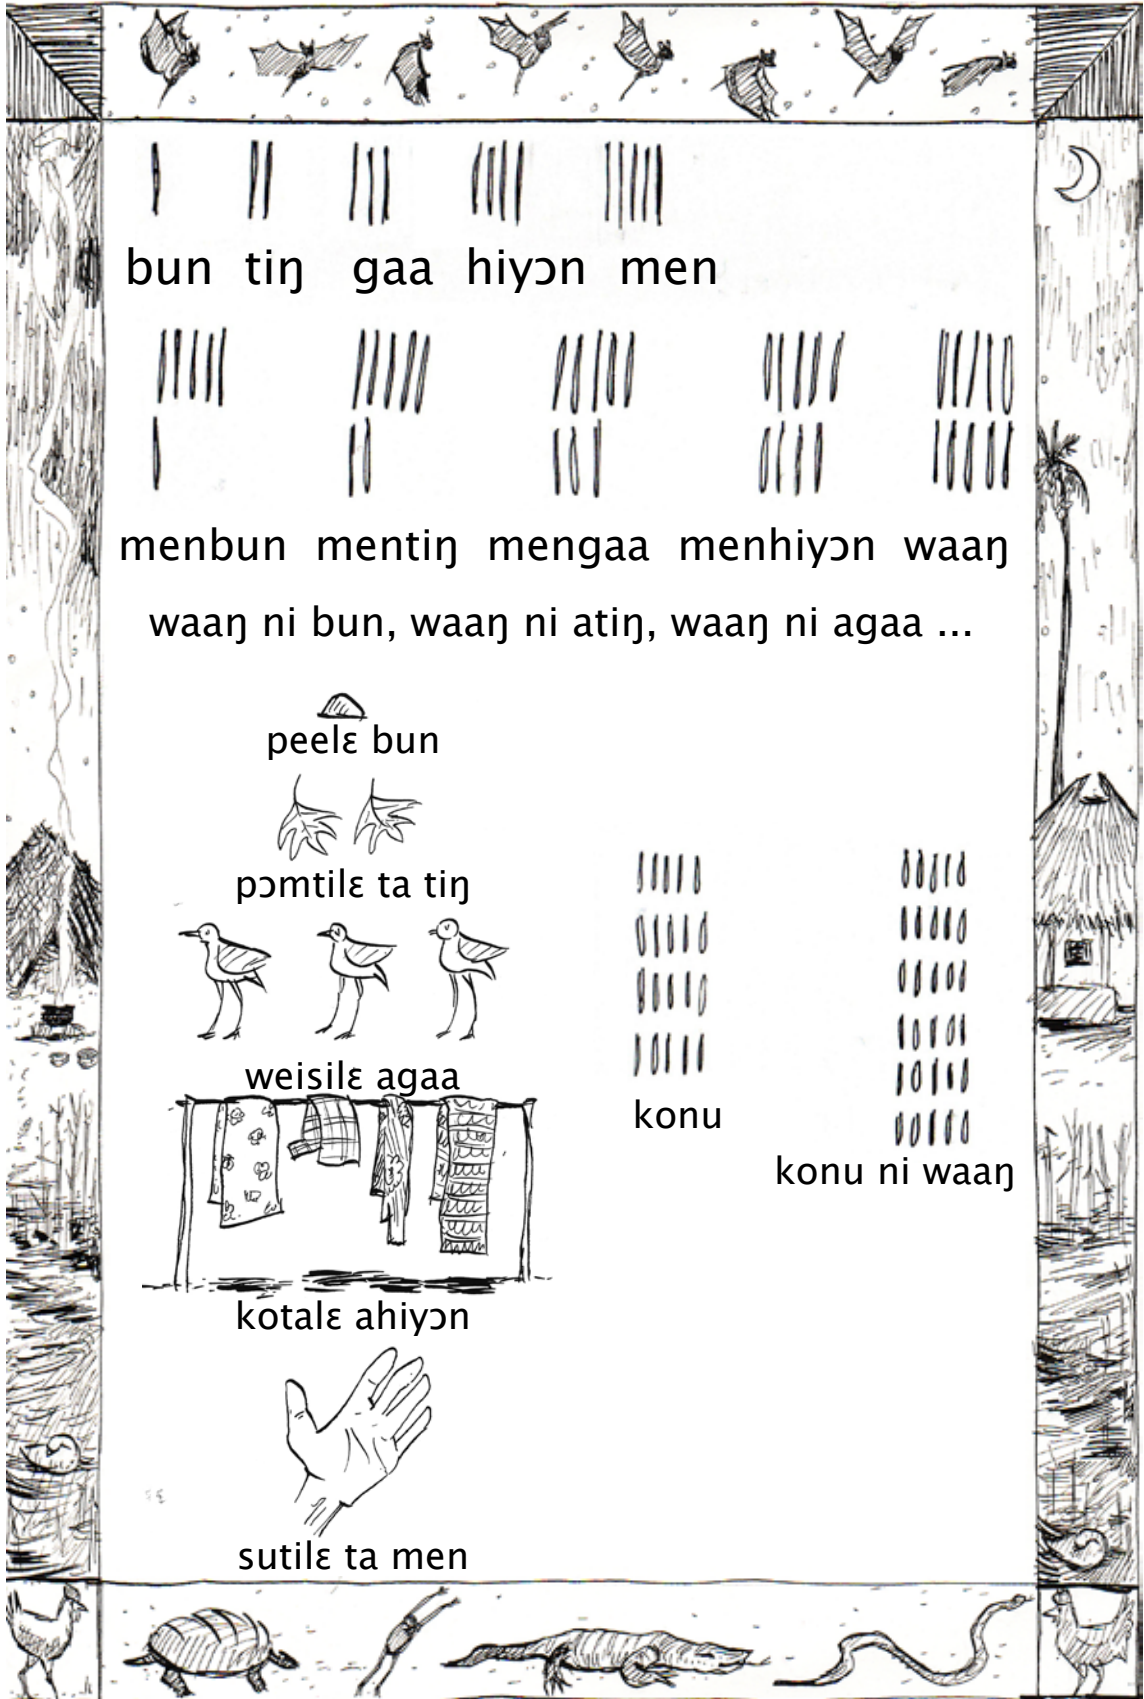 bun tiŋ gaa hiyɔn men
menbun mentiŋ mengaa menhiyɔn waaŋ
waaŋ ni bun, waaŋ ni atiŋ, waaŋ ni agaa ...
peelɛ bun
pɔmtilɛ ta tiŋ
weisilɛ agaa
kotalɛ ahiyɔn
sutilɛ ta men
konu
konu ni waaŋ